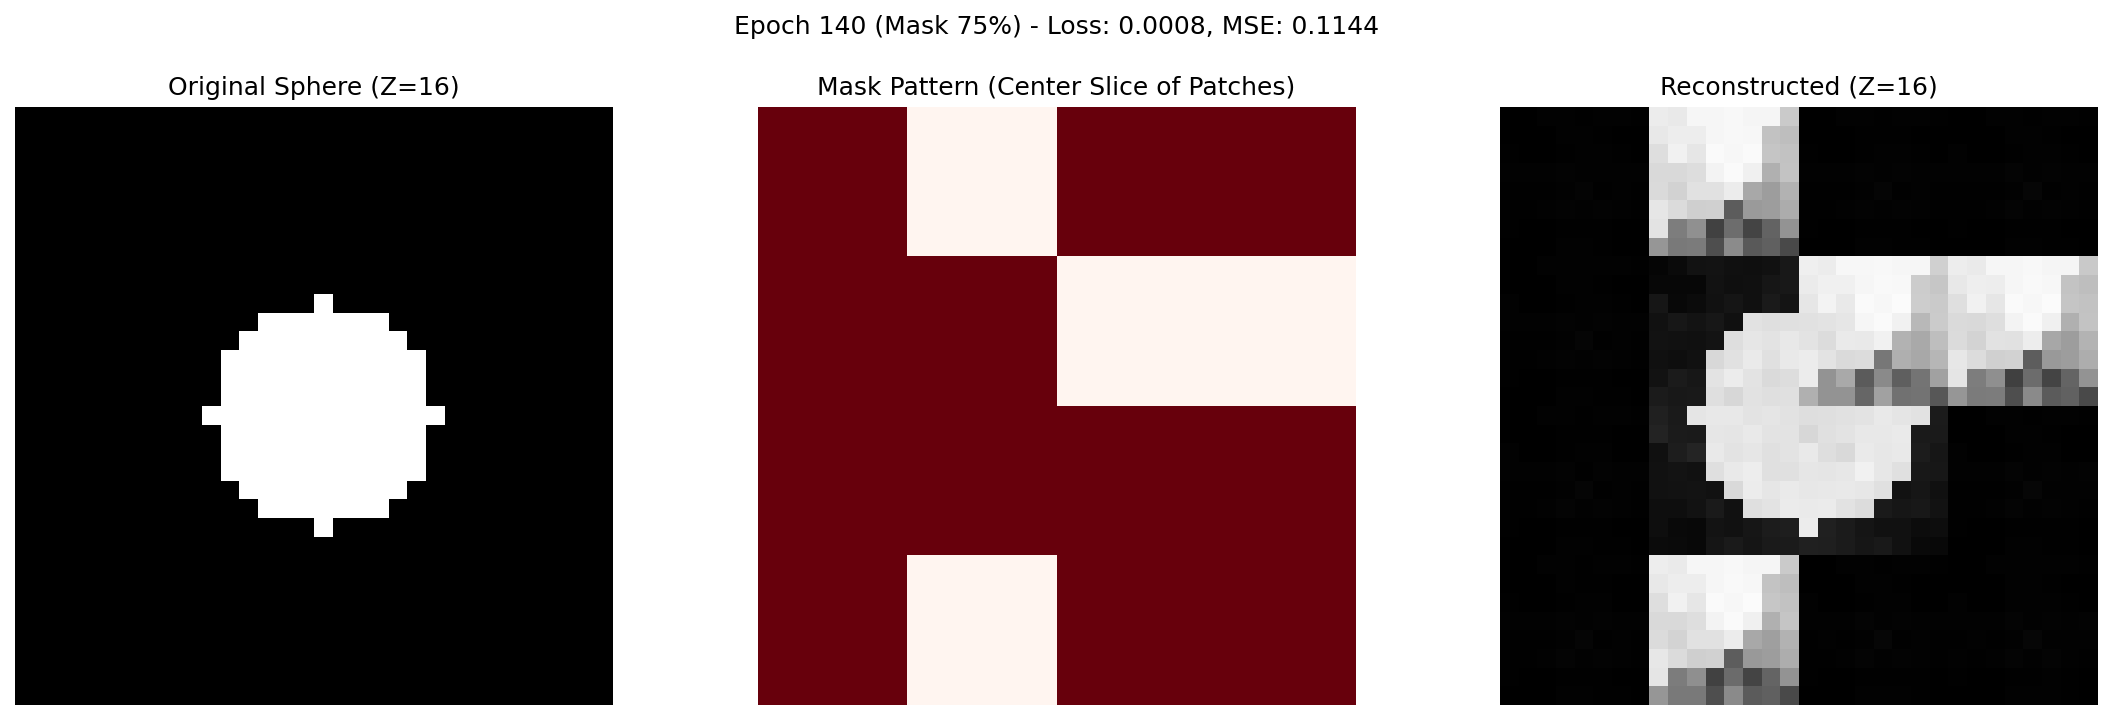 Epoch 140 (Mask 75%) - Loss: 0.0008, MSE: 0.1144
Original Sphere (Z=16)
Mask Pattern (Center Slice of Patches)
Reconstructed (Z=16)